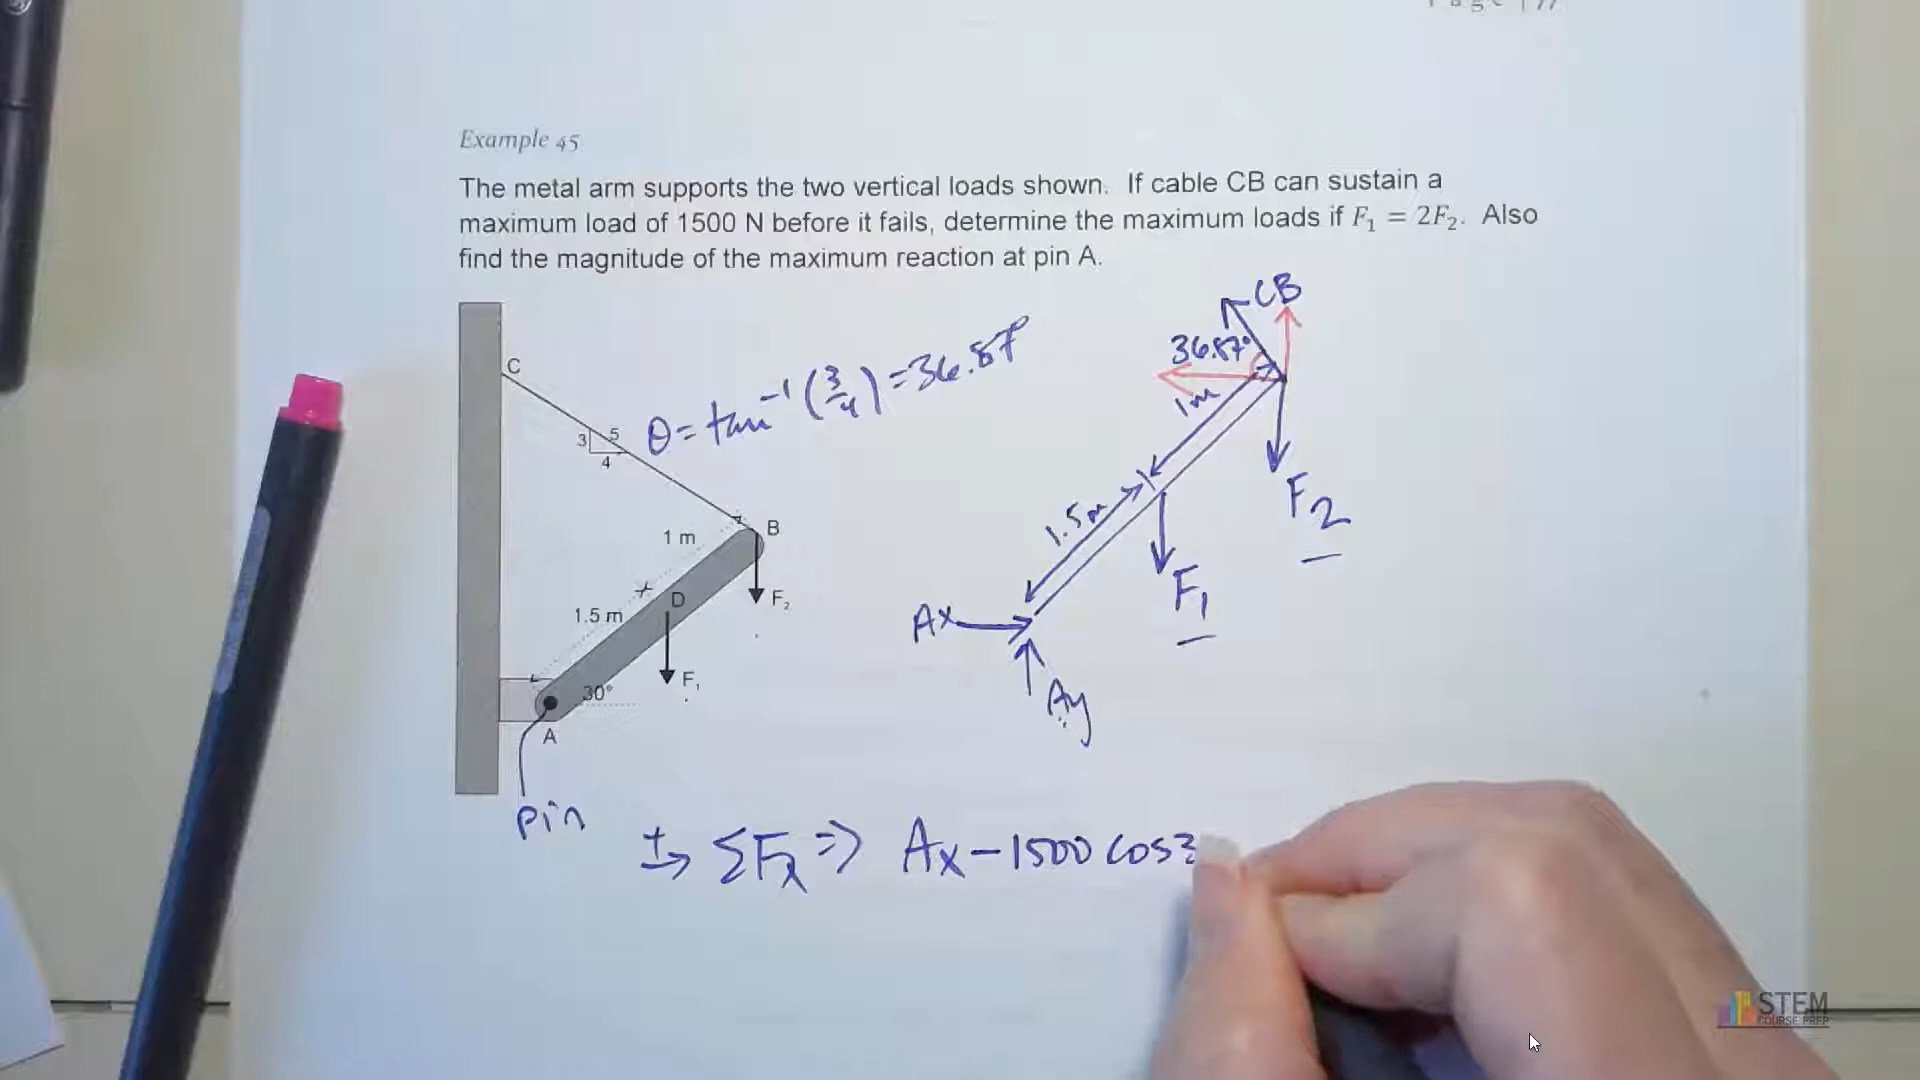 Example 45
The metal arm supports the two vertical loads shown. If cable CB can sustain a
maximum load of 1500 N before it fails, determine the maximum loads if F₁ = 2F₂. Also
find the magnitude of the maximum reaction at pin A.
C
3 5
4
θ = tan⁻¹(3/4) = 36.87°
CB
36.87°
1m
B
1 m
F₂
D
1.5 m
F₁
30°
A
pin
1.5m
F₂
F₁
Ax
Ay
+→ ΣFx => Ax - 1500 cos3
STEM
COURSE PREP